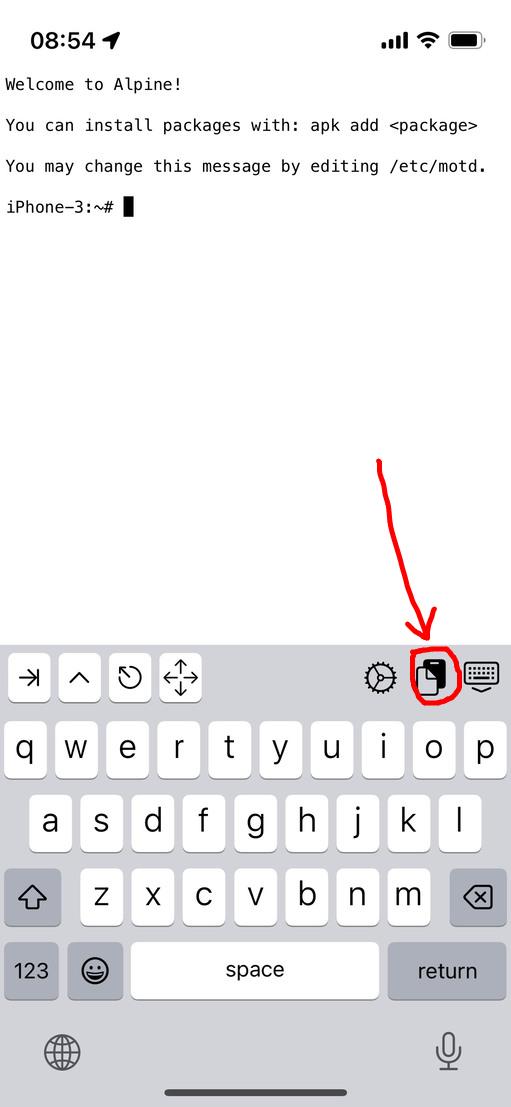 08:54
Welcome to Alpine!
You can install packages with: apk add <package>
You may change this message by editing /etc/motd.
iPhone-3:~#
q w e r t y u i o p
a s d f g h j k l
z x c v b n m
123 space return